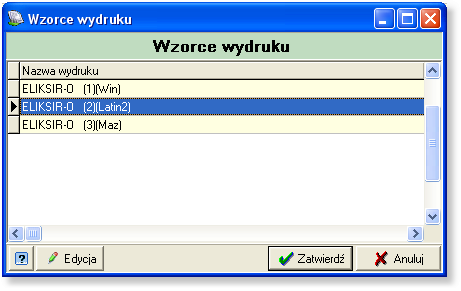 Wzorce wydruku
Wzorce wydruku
Nazwa wydruku
ELIKSIR-O (1)(Win)
ELIKSIR-O (2)(Latin2)
ELIKSIR-O (3)(Maz)
? Edycja Zatwierdź Anuluj